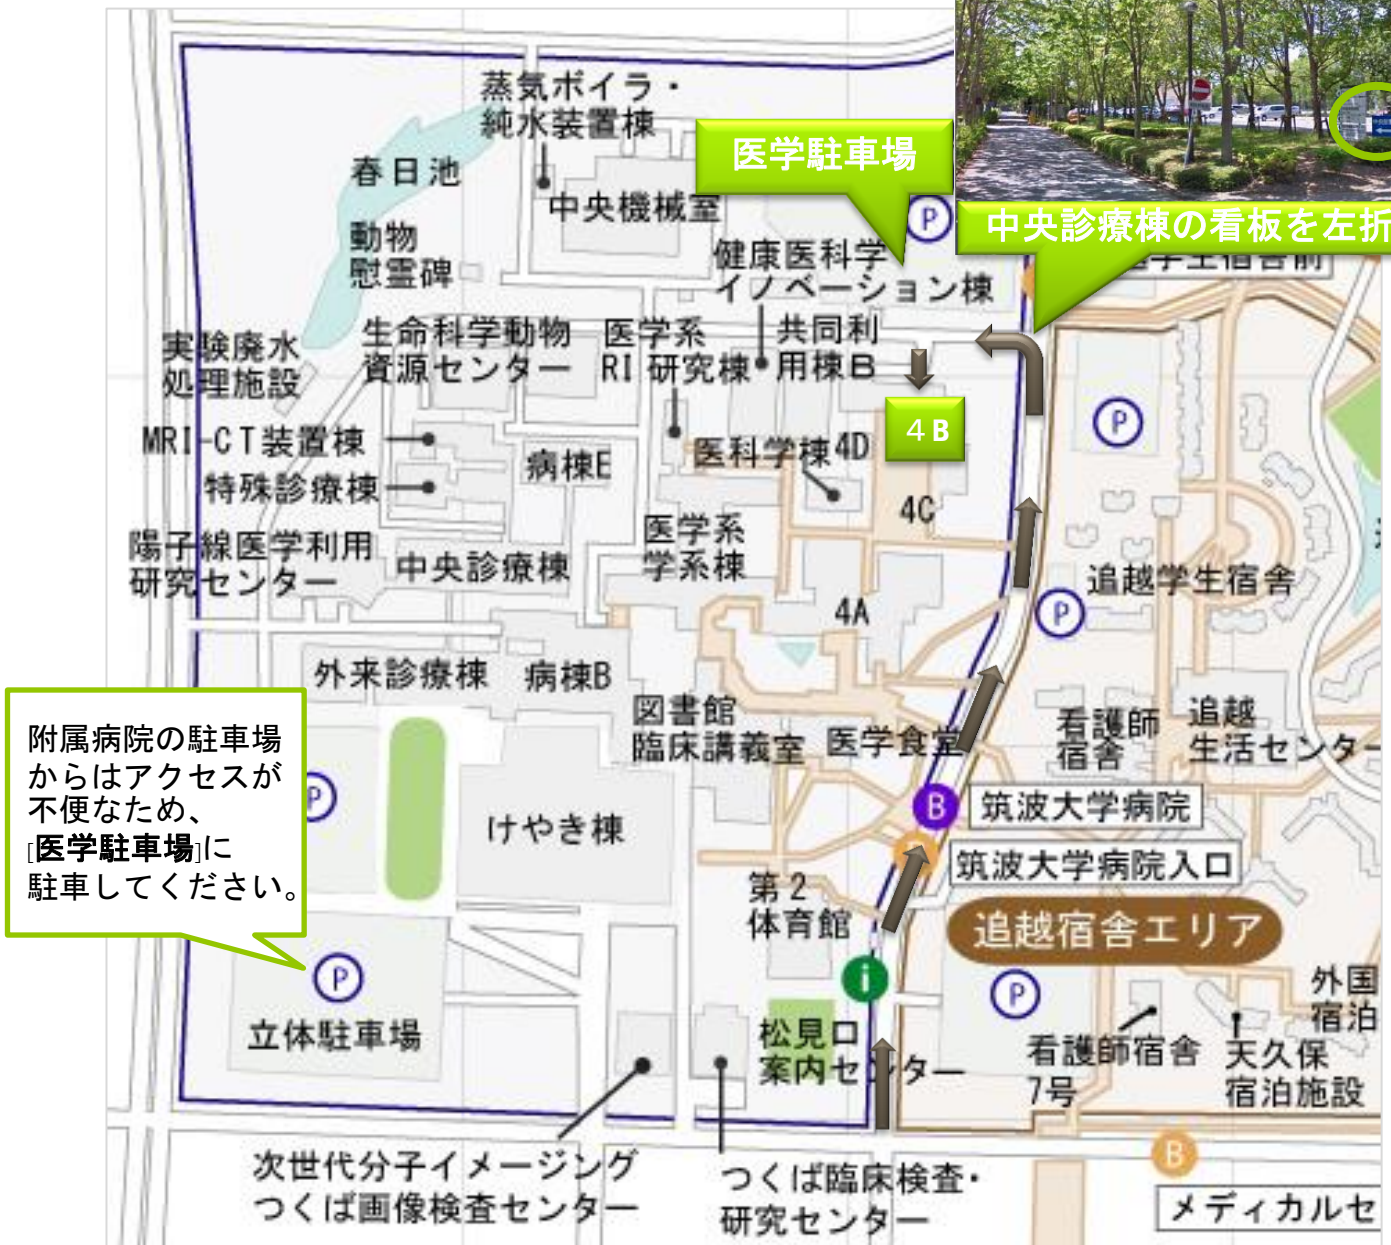 蒸気ボイラ・
純水装置棟
医学駐車場
春日池
中央機械室
P
中央診療棟の看板を左折
動物
慰霊碑
健康医科学
イノベーション棟
学生宿舎前
実験廃水
処理施設
生命科学動物
資源センター
医学系
RI 研究棟
共同利
用棟B
4B
P
MRI-CT装置棟
病棟E
医科学棟
4D
特殊診療棟
4C
陽子線医学利用
研究センター
中央診療棟
医学系
学系棟
追越学生宿舎
4A
P
外来診療棟
病棟B
図書館
臨床講義室
医学食堂
看護師
宿舎
追越
生活センター
附属病院の駐車場
からはアクセスが
不便なため、
[医学駐車場]に
駐車してください。
P
けやき棟
B
筑波大学病院
筑波大学病院入口
第2
体育館
追越宿舎エリア
P
立体駐車場
i
P
外国
宿泊
松見口
案内センター
看護師宿舎
7号
天久保
宿泊施設
次世代分子イメージング
つくば画像検査センター
つくば臨床検査・
研究センター
B
メディカルセ